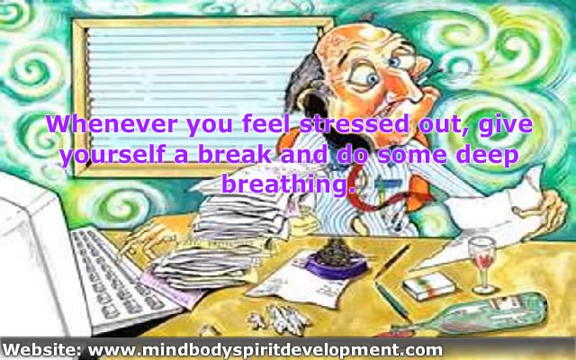 Whenever you feel stressed out, give
yourself a break and do some deep
breathing.
Website: www.mindbodyspiritdevelopment.com